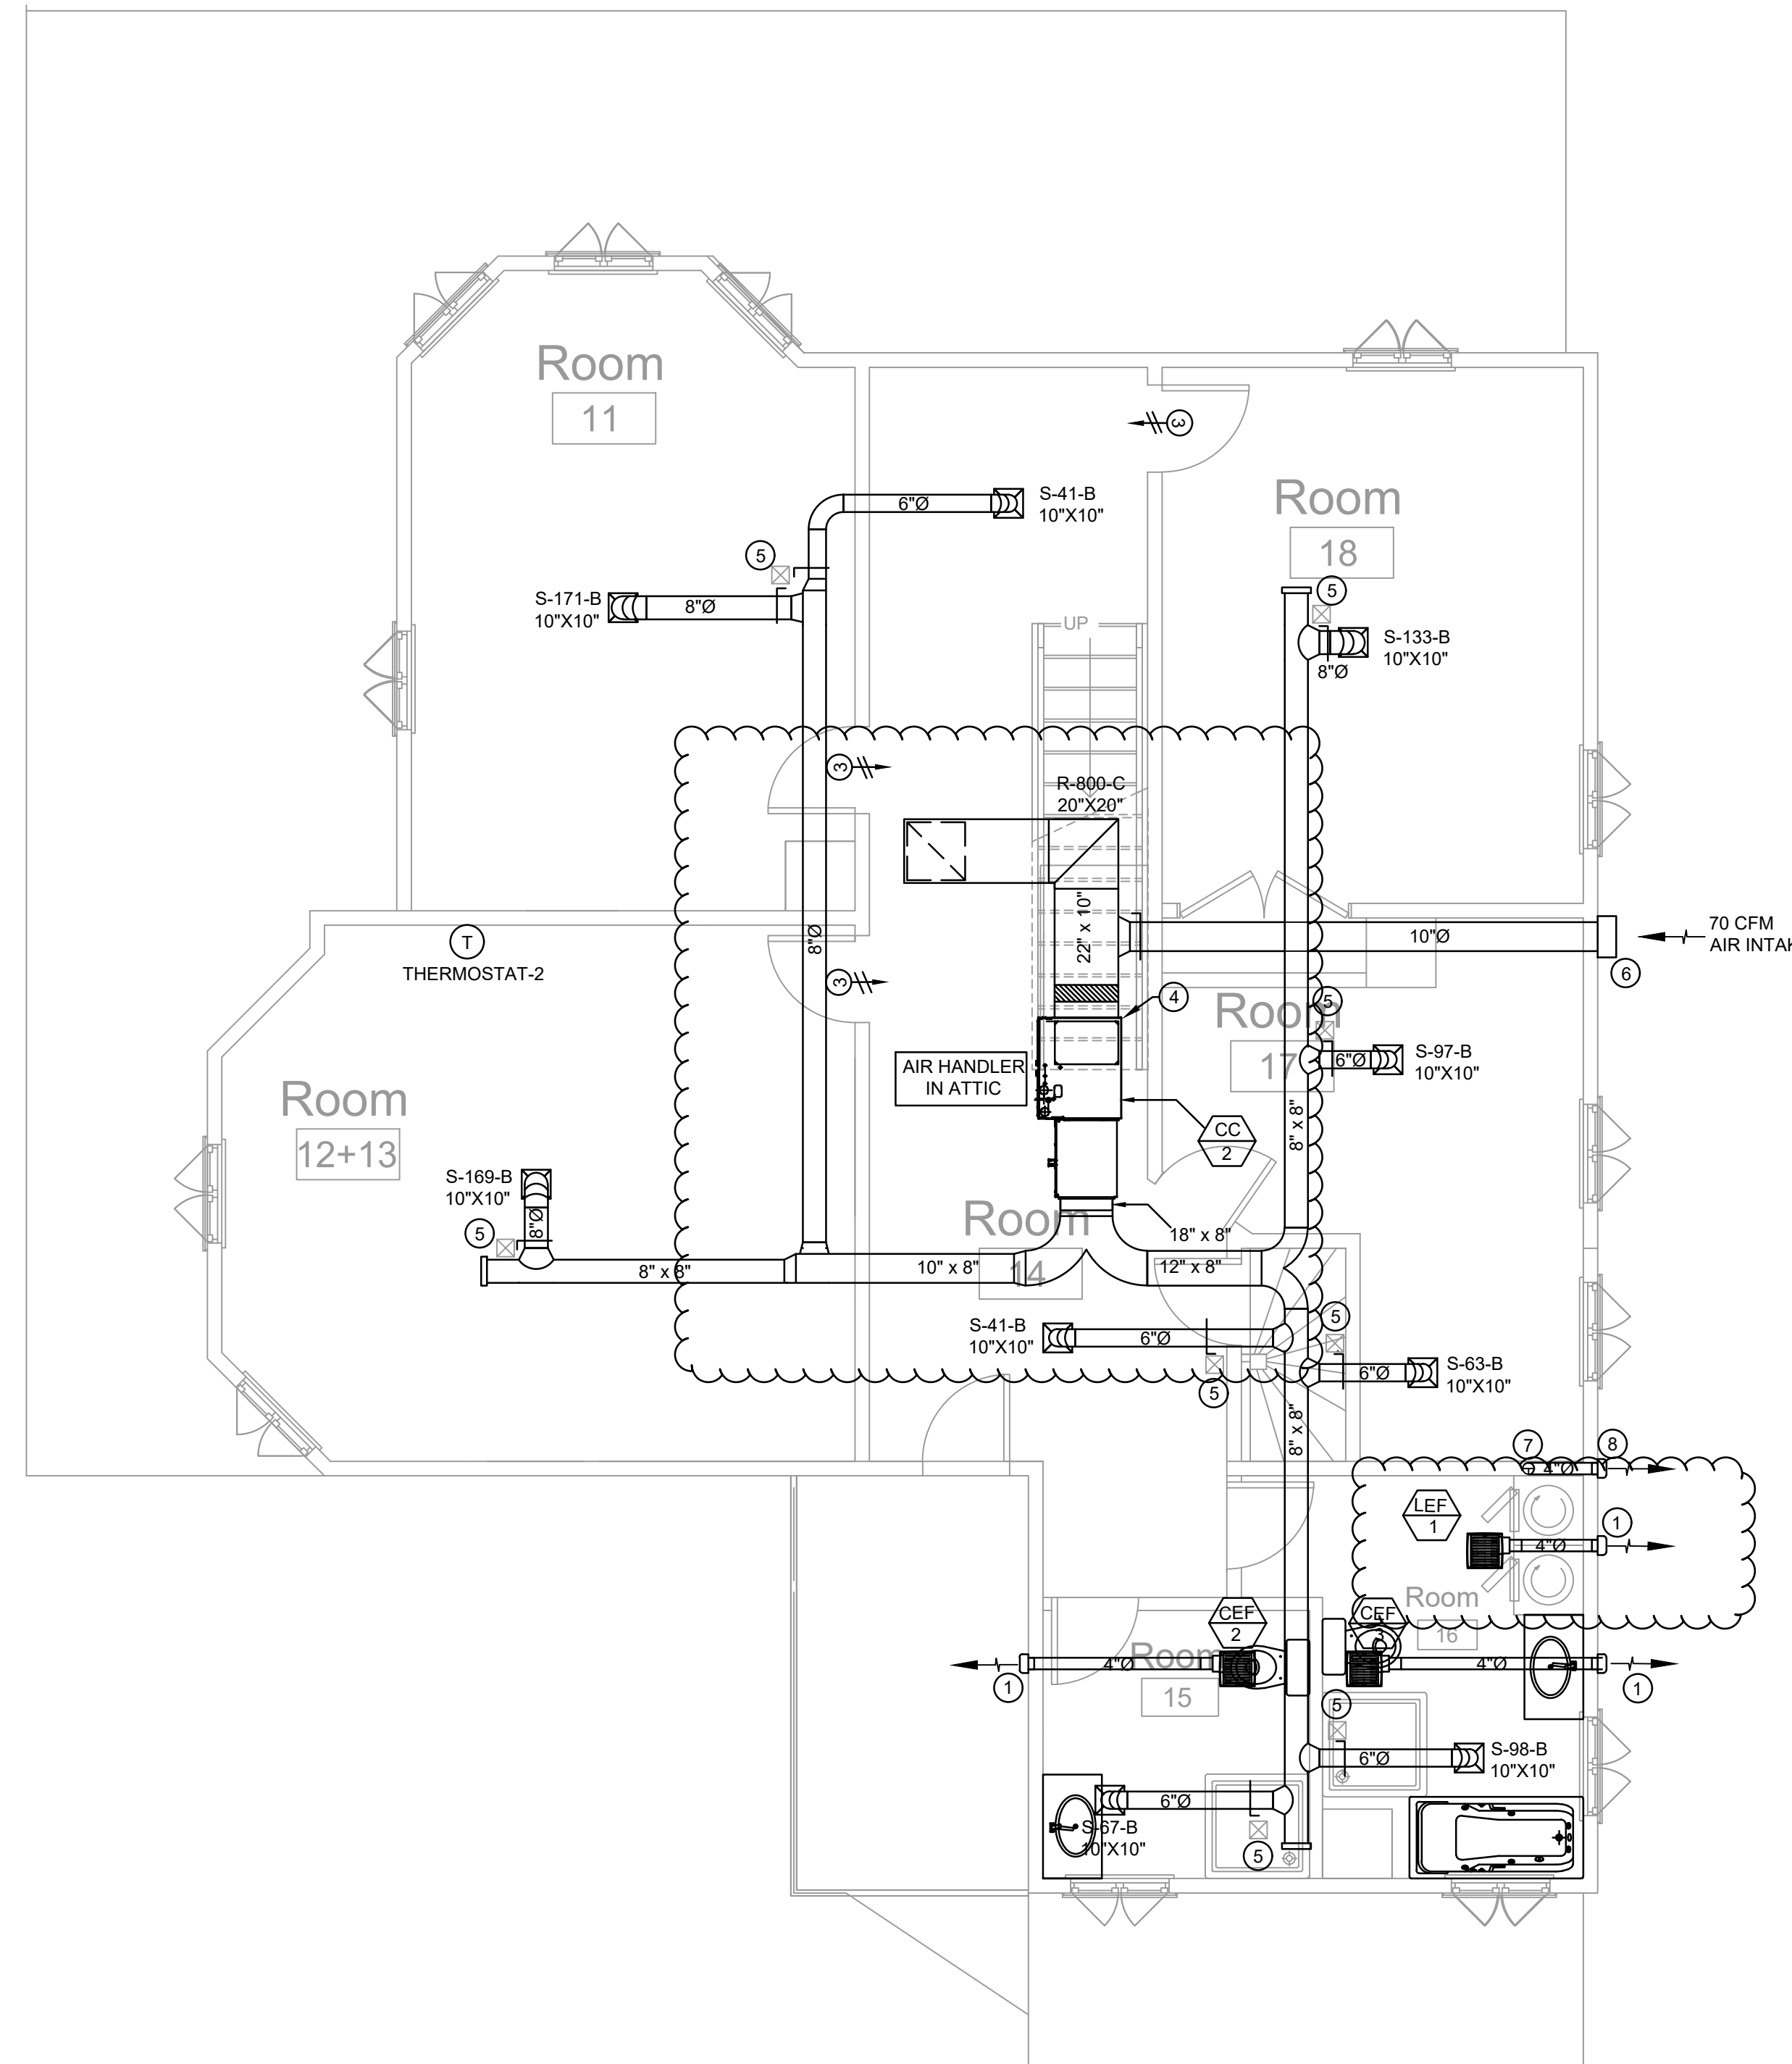 Room
11
3
S-41-B
10"X10"
6"Ø
Room
18
5
S-171-B
10"X10"
8"Ø
5
S-133-B
10"X10"
8"Ø
UP
3
R-800-C
20"X20"
8"Ø
22" x 10"
10"Ø
70 CFM
6
T
THERMOSTAT-2
3
4
Room
5
17
S-97-B
10"X10"
6"Ø
AIR HANDLER
IN ATTIC
8" x 8"
CC
2
Room
12+13
S-169-B
10"X10"
8"Ø
5
Room
14
18" x 8"
8" x 8"
10" x 8"
12" x 8"
S-41-B
10"X10"
6"Ø
5
5
S-63-B
10"X10"
6"Ø
8" x 8"
7
8
4"Ø
LEF
1
4"Ø
1
Room
16
CEF
2
CEF
3
Room
15
4"Ø
1
4"Ø
1
5
S-98-B
10"X10"
6"Ø
6"Ø
S-67-B
10"X10"
5